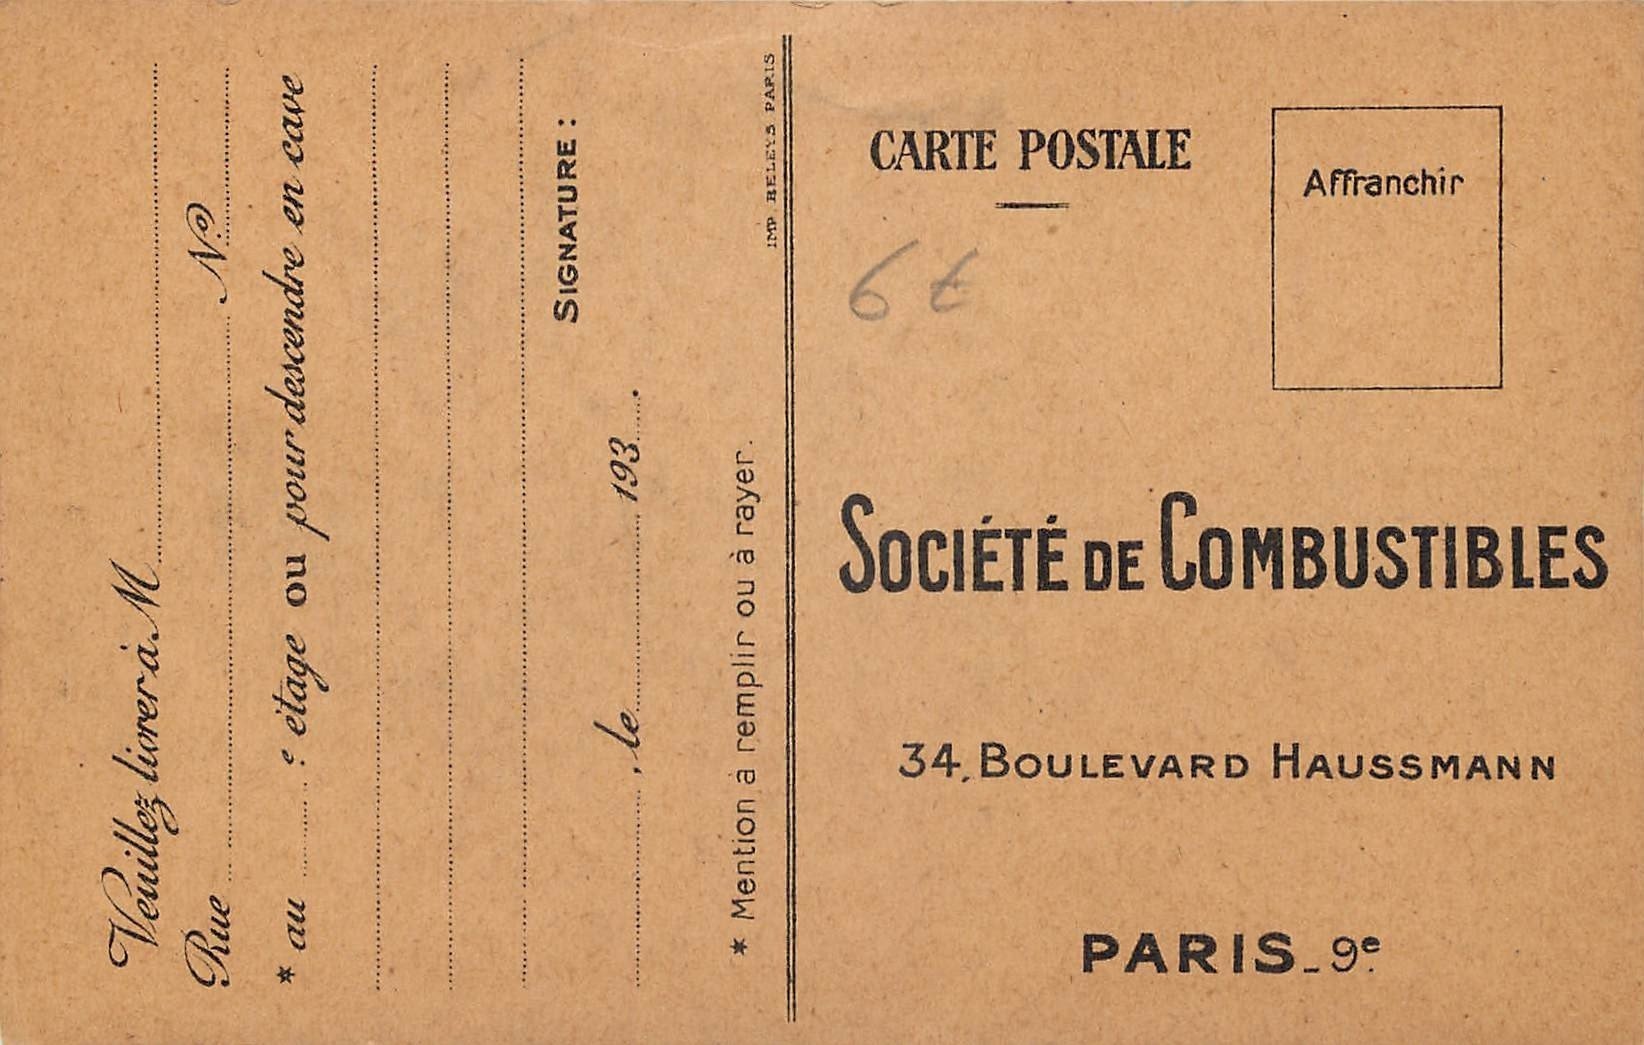 Veuillez livrer à M
Rue N°
* au e étage ou pour descendre en cave
SIGNATURE :
, le 193 .
* Mention à remplir ou à rayer.
IMP. BELEYS PARIS
CARTE POSTALE
Affranchir
6 €
SOCIÉTÉ DE COMBUSTIBLES
34, BOULEVARD HAUSSMANN
PARIS-9e